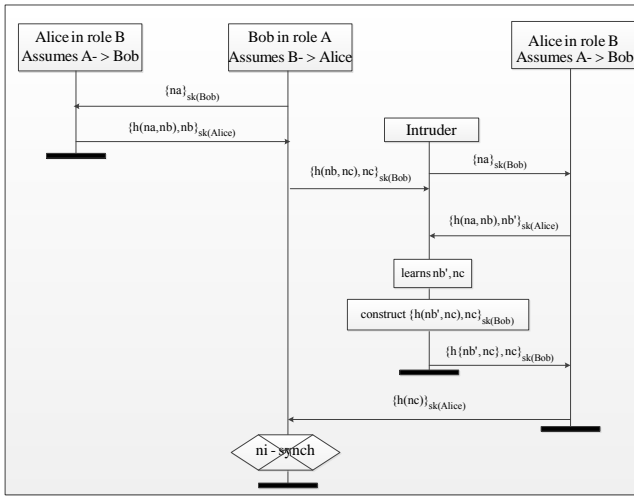 Alice in role B
Assumes A- > Bob
Bob in role A
Assumes B- > Alice
Alice in role B
Assumes A- > Bob
{na}sk(Bob)
{h(na,nb),nb}sk(Alice)
Intruder
{h(nb,nc),nc}sk(Bob)
{na}sk(Bob)
{h(na,nb),nb'}sk(Alice)
learns nb',nc
construct {h(nb',nc),nc}sk(Bob)
{h{nb',nc},nc}sk(Bob)
{h(nc)}sk(Alice)
ni - synch